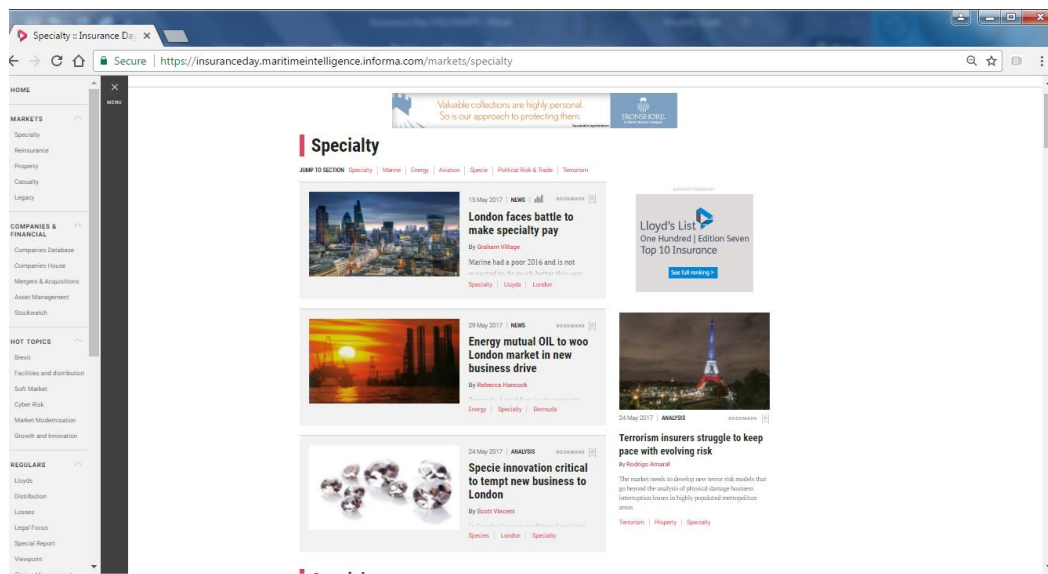 Specialty :: Insurance Da
Secure | https://insuranceday.maritimeintelligence.informa.com/markets/specialty
HOME
MARKETS
Specialty
Reinsurance
Property
Casualty
Legacy
COMPANIES &
FINANCIAL
Companies Database
Companies House
Mergers & Acquisitions
Asset Management
Stockwatch
HOT TOPICS
Brexit
Facilities and distribution
Soft Market
Cyber Risk
Market Modernisation
Growth and Innovation
REGULARS
Lloyds
Distribution
Losses
Legal Focus
Special Report
Viewpoint
MENU
Valuable collections are highly personal.
So is our approach to protecting them.
IRONSHORE
Specialty
JUMP TO SECTION Specialty | Marine | Energy | Aviation | Specie | Political Risk & Trade | Terrorism
15 May 2017 | NEWS | BOOKMARK
London faces battle to
make specialty pay
By Graham Village
Marine had a poor 2016 and is not
expected to do much better this year
Specialty | Lloyds | London
29 May 2017 | NEWS BOOKMARK
Energy mutual OIL to woo
London market in new
business drive
By Rebecca Hancock
Energy | Specialty | Bermuda
24 May 2017 | ANALYSIS BOOKMARK
Specie innovation critical
to tempt new business to
London
By Scott Vincent
Species | London | Specialty
ADVERTISEMENT
Lloyd's List
One Hundred | Edition Seven
Top 10 Insurance
See full ranking >
24 May 2017 | ANALYSIS BOOKMARK
Terrorism insurers struggle to keep
pace with evolving risk
By Rodrigo Amaral
The market needs to develop new terror risk models that
go beyond the analysis of physical damage business
interruption losses in highly populated metropolitan
areas
Terrorism | Property | Specialty